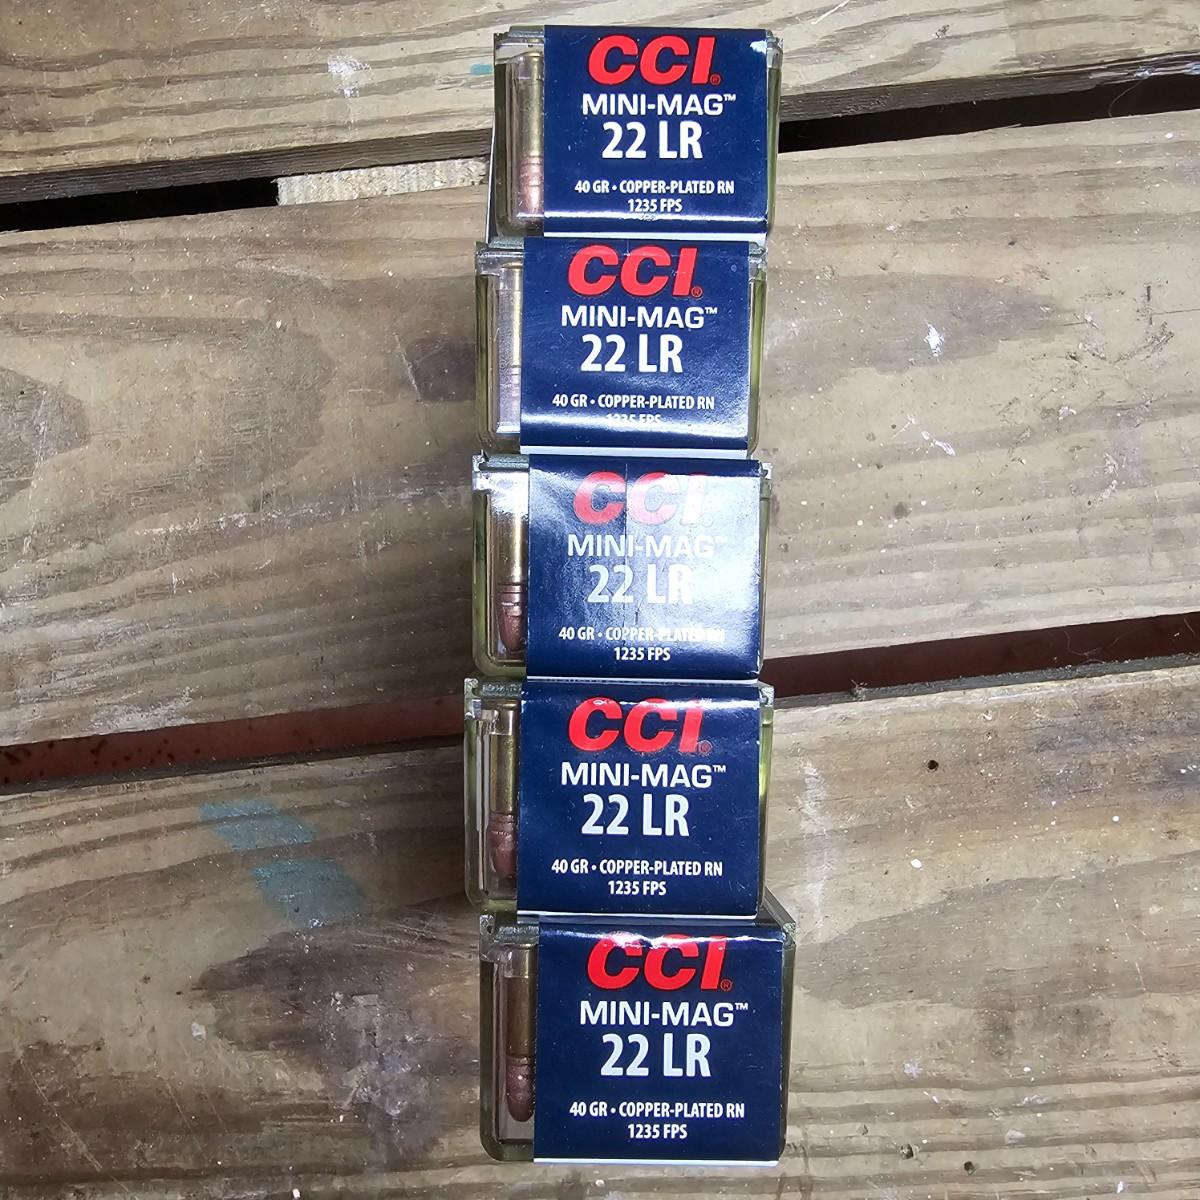 CCI®
MINI-MAG™
22 LR
40 GR • COPPER-PLATED RN
1235 FPS
CCI®
MINI-MAG™
22 LR
40 GR • COPPER-PLATED RN
1235 FPS
CCI®
MINI-MAG™
22 LR
40 GR • COPPER-PLATED RN
1235 FPS
CCI®
MINI-MAG™
22 LR
40 GR • COPPER-PLATED RN
1235 FPS
CCI®
MINI-MAG™
22 LR
40 GR • COPPER-PLATED RN
1235 FPS